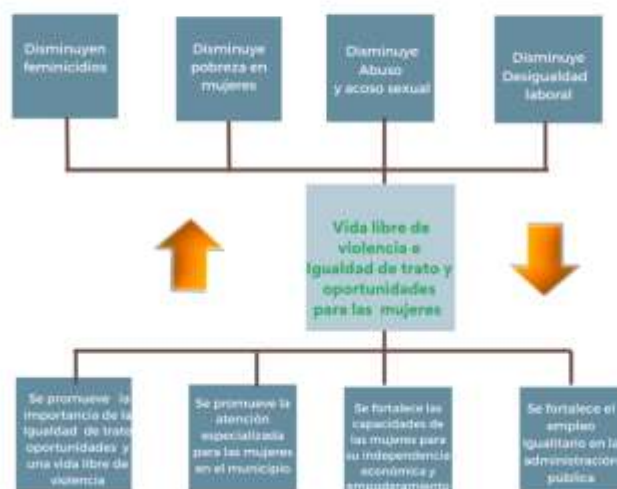 Disminuyen
feminicidios
Disminuye
pobreza en
mujeres
Disminuye
Abuso
y acoso sexual
Disminuye
Desigualdad
laboral
Vida libre de
violencia e
Igualdad de trato y
oportunidades
para las mujeres
Se promueve la
importancia de la
Igualdad de trato
oportunidades y
una vida libre de
violencia
Se promueve la
atención
especializada
para las mujeres
en el municipio
Se fortalece las
capacidades de
las mujeres para
su independencia
económica y
empoderamiento
Se fortalece el
empleo
igualitario en la
administración
pública